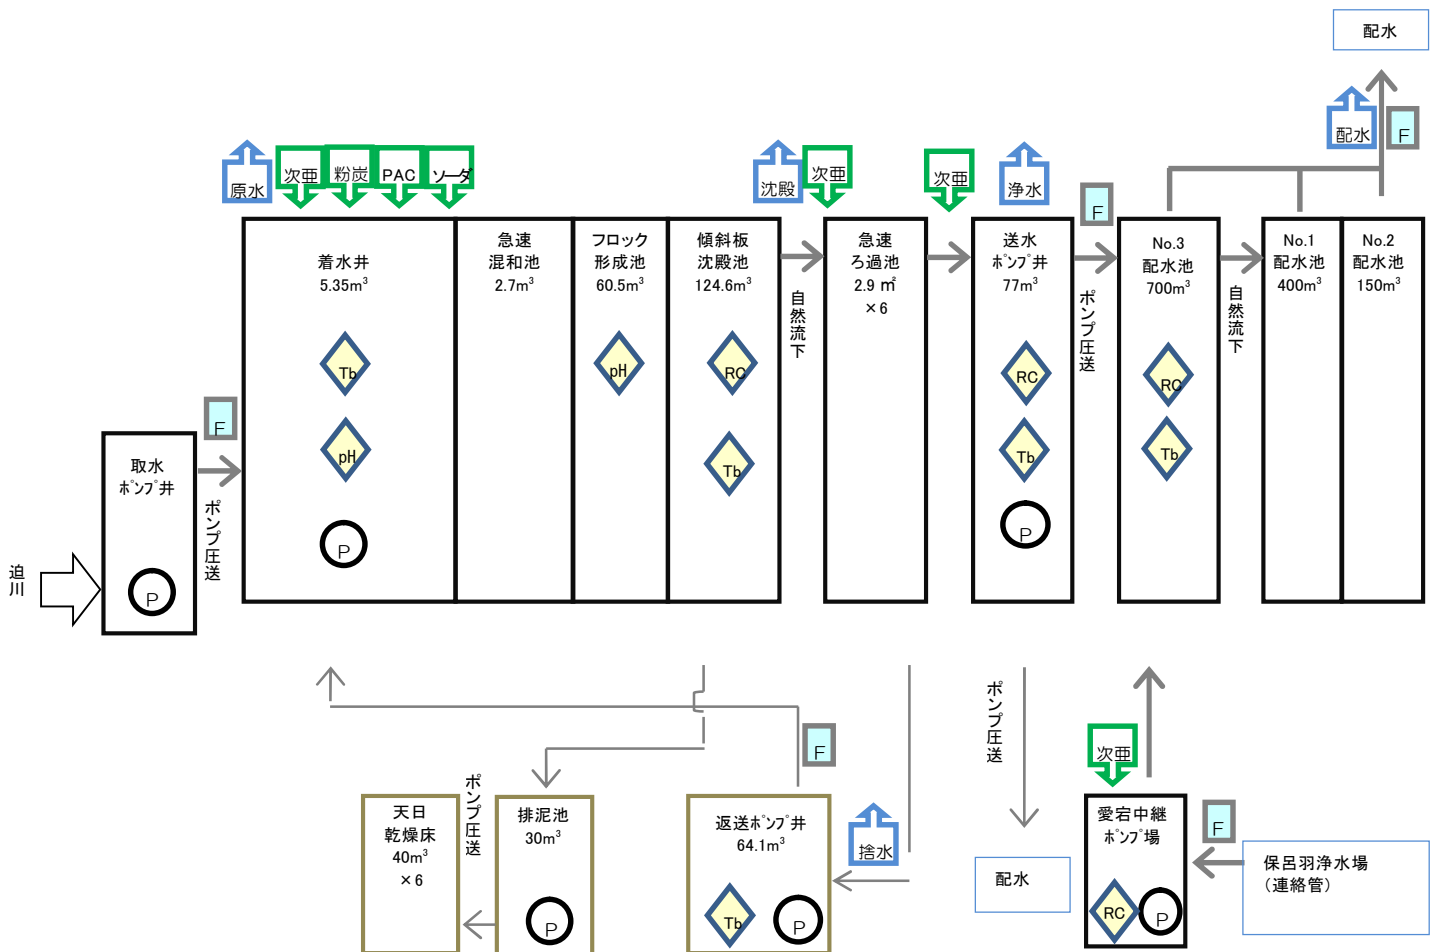 配水
配水
F
原水
次亜
粉炭
PAC
ソーダ
沈殿
次亜
次亜
浄水
F
着水井
5.35m³
Tb
pH
P
急速
混和池
2.7m³
フロック
形成池
60.5m³
pH
傾斜板
沈殿池
124.6m³
RC
Tb
自然流下
急速
ろ過池
2.9 ㎡
×6
送水
ﾎﾟﾝﾌﾟ井
77m³
RC
Tb
P
ポンプ圧送
No.3
配水池
700m³
RC
Tb
自然流下
No.1
配水池
400m³
No.2
配水池
150m³
迫川
取水
ﾎﾟﾝﾌﾟ井
P
F
ポンプ圧送
天日
乾燥床
40m³
×6
ポンプ圧送
排泥池
30m³
P
F
返送ﾎﾟﾝﾌﾟ井
64.1m³
Tb
P
捨水
ポンプ圧送
配水
次亜
愛宕中継
ﾎﾟﾝﾌﾟ場
RC
P
F
保呂羽浄水場
（連絡管）